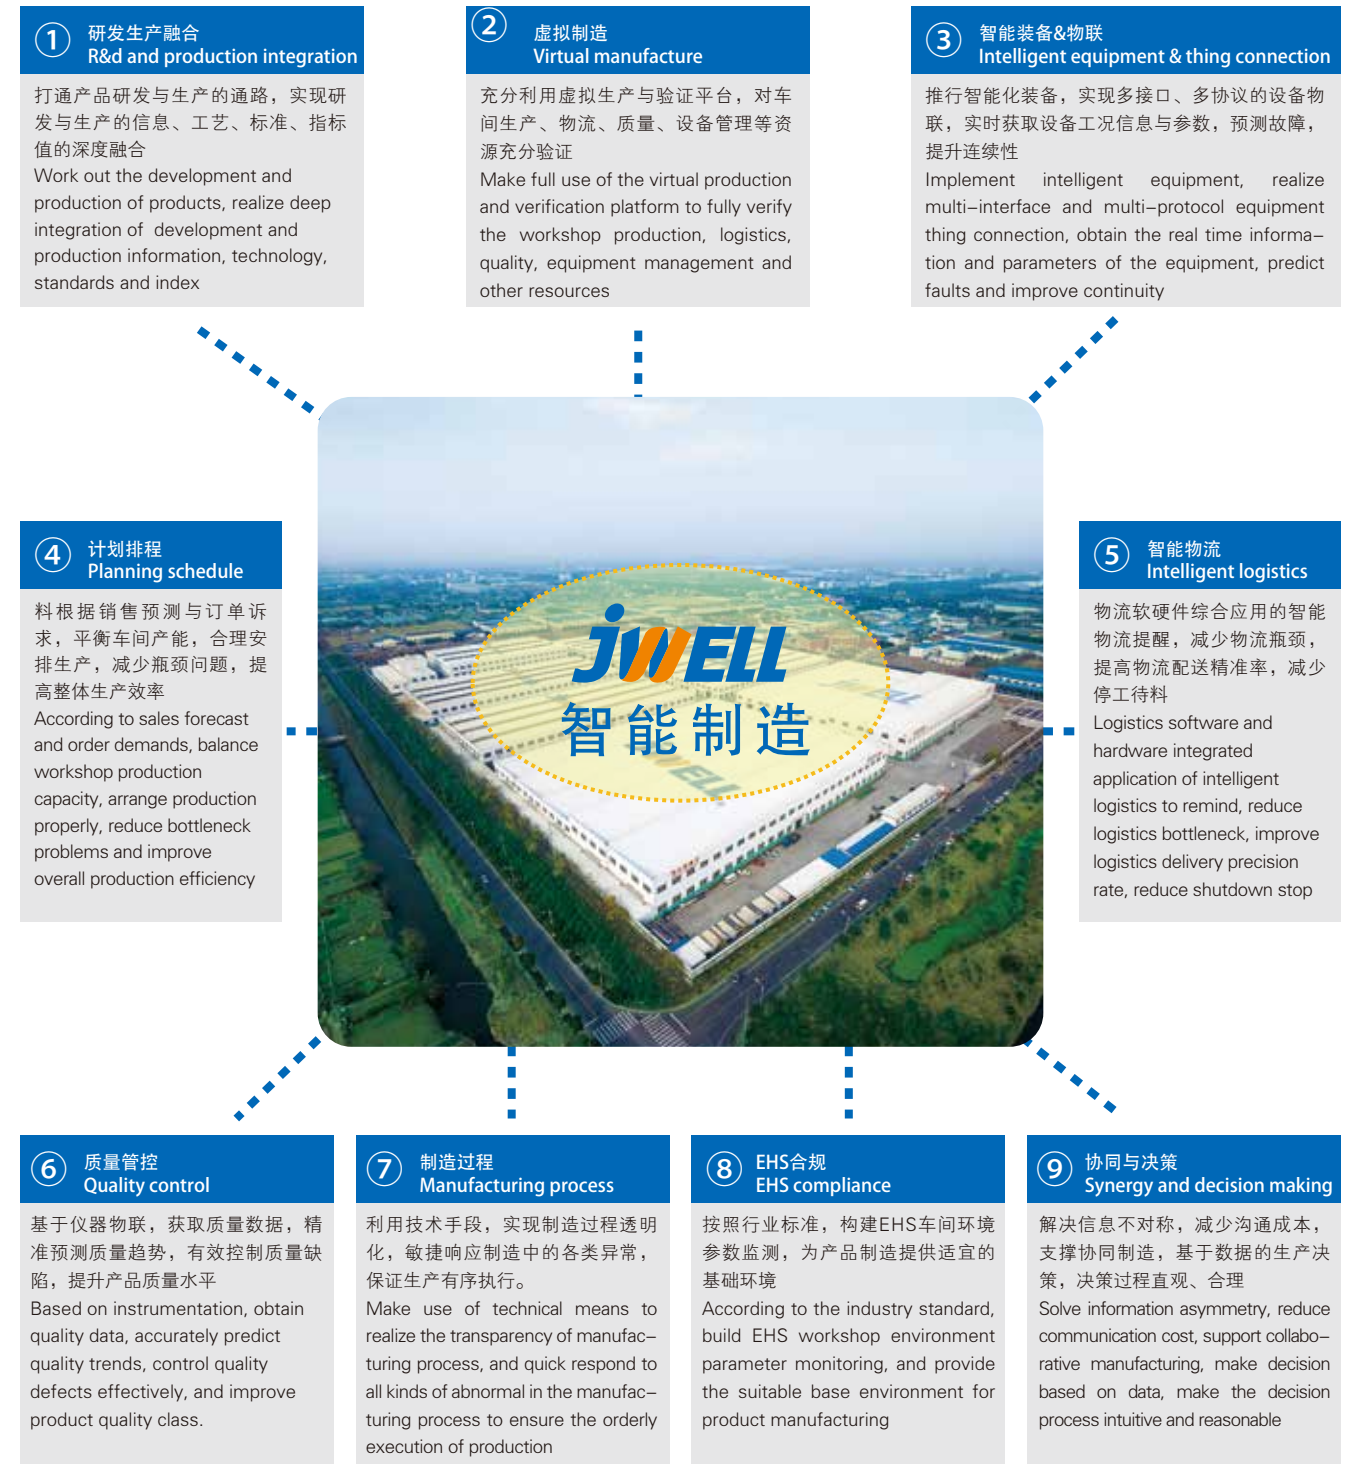 ① 研发生产融合
R&d and production integration
打通产品研发与生产的通路，实现研
发与生产的信息、工艺、标准、指标
值的深度融合
Work out the development and
production of products, realize deep
integration of development and
production information, technology,
standards and index
② 虚拟制造
Virtual manufacture
充分利用虚拟生产与验证平台，对车
间生产、物流、质量、设备管理等资
源充分验证
Make full use of the virtual production
and verification platform to fully verify
the workshop production, logistics,
quality, equipment management and
other resources
③ 智能装备&物联
Intelligent equipment & thing connection
推行智能化装备，实现多接口、多协议的设备物
联，实时获取设备工况信息与参数，预测故障，
提升连续性
Implement intelligent equipment, realize
multi-interface and multi-protocol equipment
thing connection, obtain the real time informa-
tion and parameters of the equipment, predict
faults and improve continuity
④ 计划排程
Planning schedule
料根据销售预测与订单诉
求，平衡车间产能，合理安
排生产，减少瓶颈问题，提
高整体生产效率
According to sales forecast
and order demands, balance
workshop production
capacity, arrange production
properly, reduce bottleneck
problems and improve
overall production efficiency
JWELL
智能制造
JWELL
⑤ 智能物流
Intelligent logistics
物流软硬件综合应用的智能
物流提醒，减少物流瓶颈，
提高物流配送精准率，减少
停工待料
Logistics software and
hardware integrated
application of intelligent
logistics to remind, reduce
logistics bottleneck, improve
logistics delivery precision
rate, reduce shutdown stop
⑥ 质量管控
Quality control
基于仪器物联，获取质量数据，精
准预测质量趋势，有效控制质量缺
陷，提升产品质量水平
Based on instrumentation, obtain
quality data, accurately predict
quality trends, control quality
defects effectively, and improve
product quality class.
⑦ 制造过程
Manufacturing process
利用技术手段，实现制造过程透明
化，敏捷响应制造中的各类异常，
保证生产有序执行。
Make use of technical means to
realize the transparency of manufac-
turing process, and quick respond to
all kinds of abnormal in the manufac-
turing process to ensure the orderly
execution of production
⑧ EHS合规
EHS compliance
按照行业标准，构建EHS车间环境
参数监测，为产品制造提供适宜的
基础环境
According to the industry standard,
build EHS workshop environment
parameter monitoring, and provide
the suitable base environment for
product manufacturing
⑨ 协同与决策
Synergy and decision making
解决信息不对称，减少沟通成本，
支撑协同制造，基于数据的生产决
策，决策过程直观、合理
Solve information asymmetry, reduce
communication cost, support collabo-
rative manufacturing, make decision
based on data, make the decision
process intuitive and reasonable